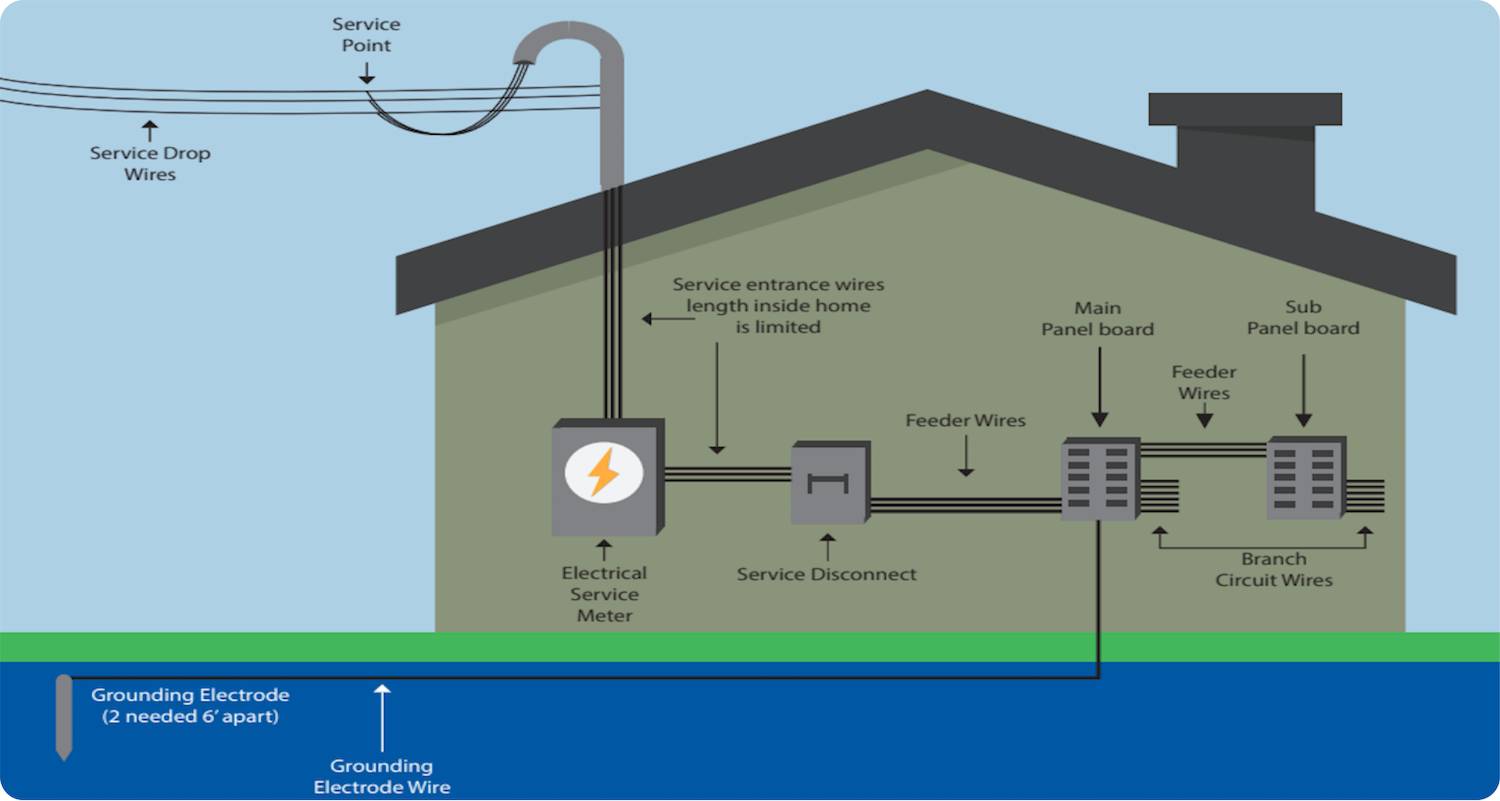 Service
Point
Service Drop
Wires
Service entrance wires
length inside home
is limited
Main
Panel board
Sub
Panel board
Feeder
Wires
Feeder Wires
Electrical
Service
Meter
Service Disconnect
Branch
Circuit Wires
Grounding Electrode
(2 needed 6’ apart)
Grounding
Electrode Wire